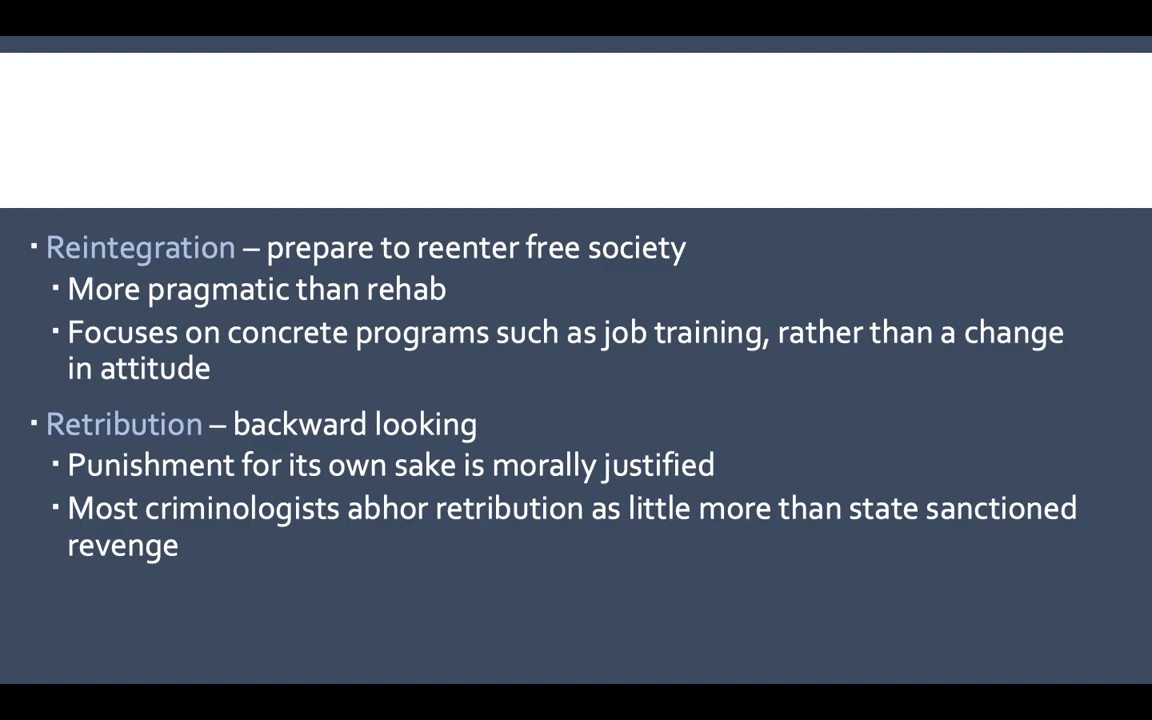 ▪ Reintegration – prepare to reenter free society
▪ More pragmatic than rehab
▪ Focuses on concrete programs such as job training, rather than a change
in attitude
▪ Retribution – backward looking
▪ Punishment for its own sake is morally justified
▪ Most criminologists abhor retribution as little more than state sanctioned
revenge